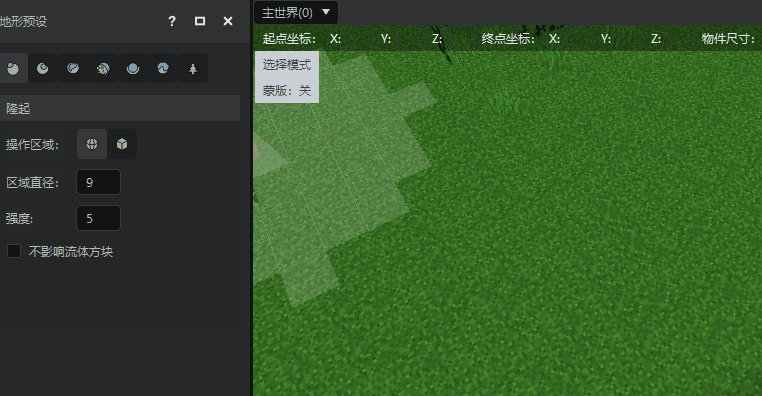 地形预设 ?
主世界(0)
起点坐标: X: Y: Z: 终点坐标: X: Y: Z: 物件尺寸:
选择模式
蒙版: 关
隆起
操作区域:
区域直径: 9
强度: 5
不影响流体方块